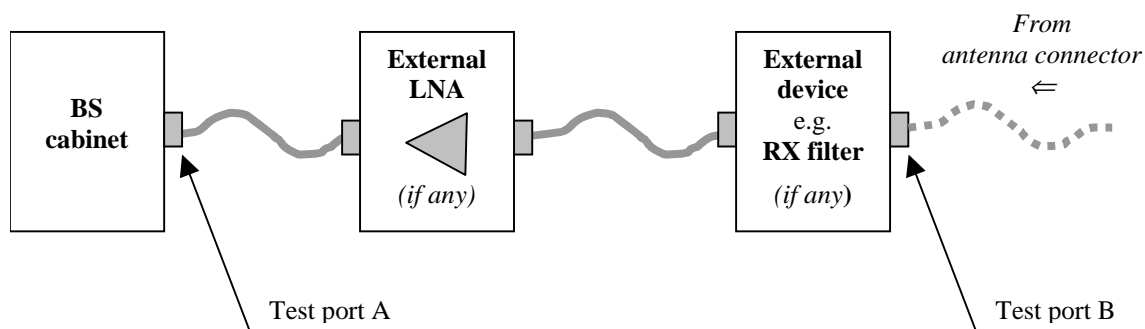 BS
cabinet
External
LNA
(if any)
External
device
e.g.
RX filter
(if any)
From
antenna connector
⇐
Test port A
Test port B